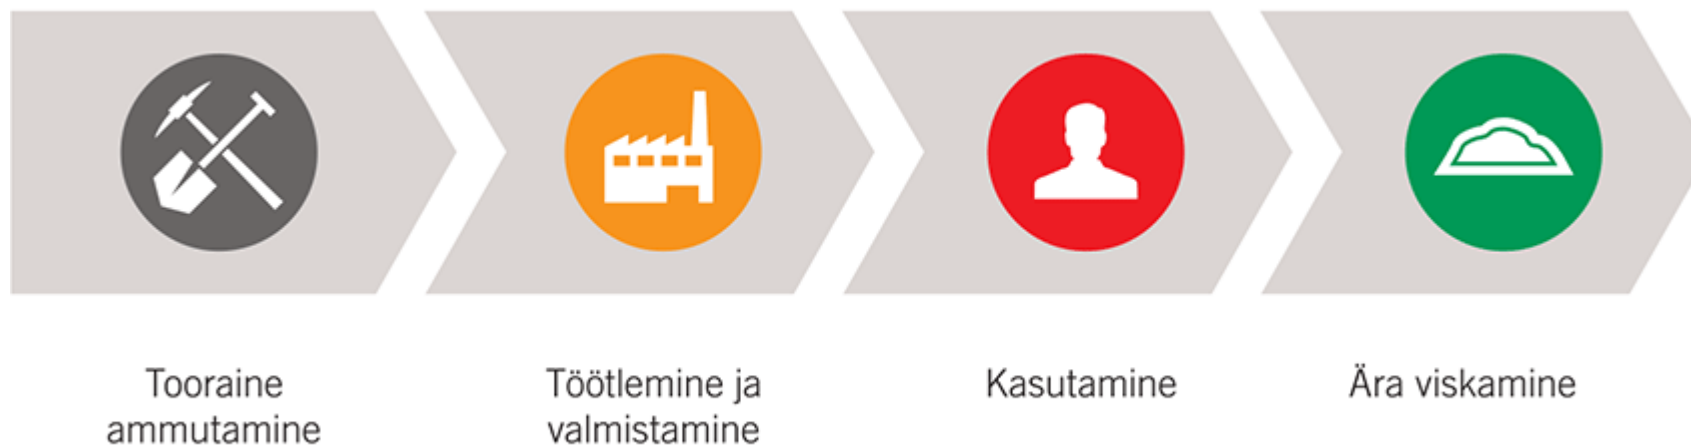 Tooraine
ammutamine
Töötlemine ja
valmistamine
Kasutamine
Ära viskamine